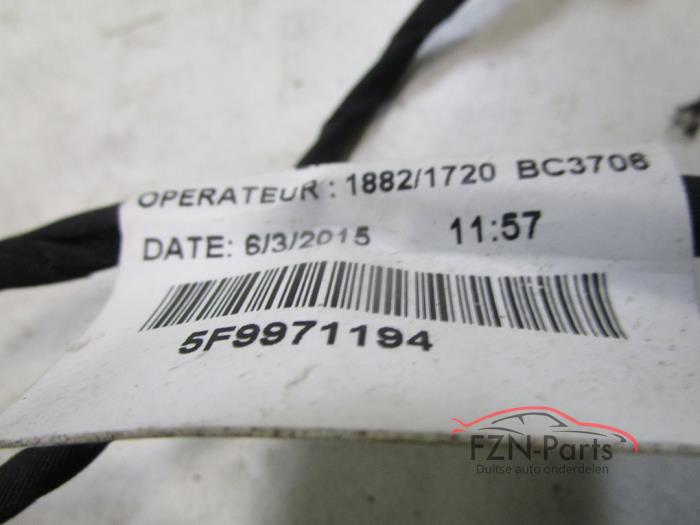 OPERATEUR : 1882/1720 BC3706
DATE: 6/3/2015 11:57
5F9971194
FZN-Parts
Duitse auto onderdelen